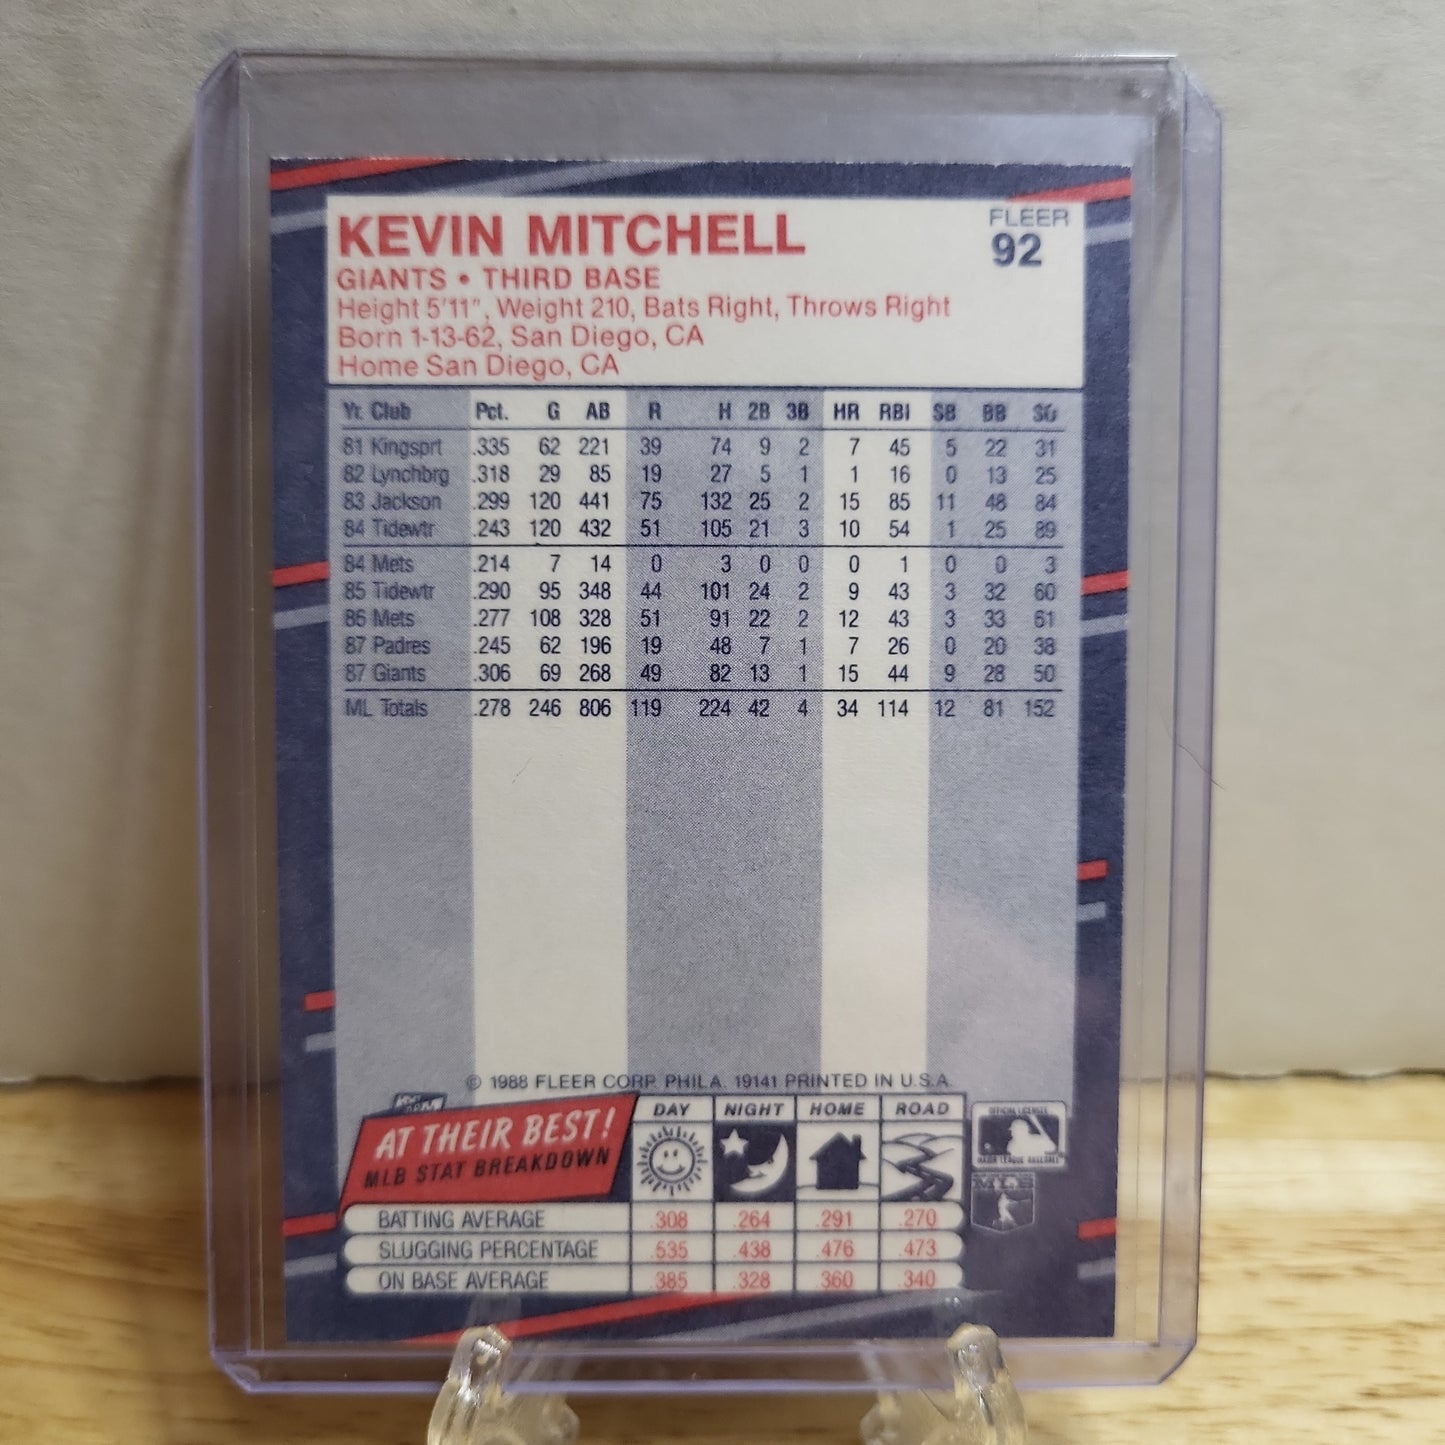 KEVIN MITCHELL
FLEER
92
GIANTS • THIRD BASE
Height 5'11", Weight 210, Bats Right, Throws Right
Born 1-13-62, San Diego, CA
Home San Diego, CA
Yr. Club Pct. G AB R H 2B 3B HR RBI SB BB SO
81 Kingsprt .335 62 221 39 74 9 2 7 45 5 22 31
82 Lynchbrg .318 29 85 19 27 5 1 1 16 0 13 25
83 Jackson .299 120 441 75 132 25 2 15 85 11 48 84
84 Tidewtr .243 120 432 51 105 21 3 10 54 1 25 89
84 Mets .214 7 14 0 3 0 0 0 1 0 0 3
85 Tidewtr .290 95 348 44 101 24 2 9 43 3 32 60
86 Mets .277 108 328 51 91 22 2 12 43 3 33 61
87 Padres .245 62 196 19 48 7 1 7 26 0 20 38
87 Giants .306 69 268 49 82 13 1 15 44 9 28 50
ML Totals .278 246 806 119 224 42 4 34 114 12 81 152
© 1988 FLEER CORP. PHILA. 19141 PRINTED IN U.S.A.
AT THEIR BEST!
MLB STAT BREAKDOWN
DAY NIGHT HOME ROAD
OFFICIAL LICENSEE
MAJOR LEAGUE BASEBALL
BATTING AVERAGE .308 .264 .291 .270
SLUGGING PERCENTAGE .535 .438 .476 .473
ON BASE AVERAGE .385 .328 .360 .340